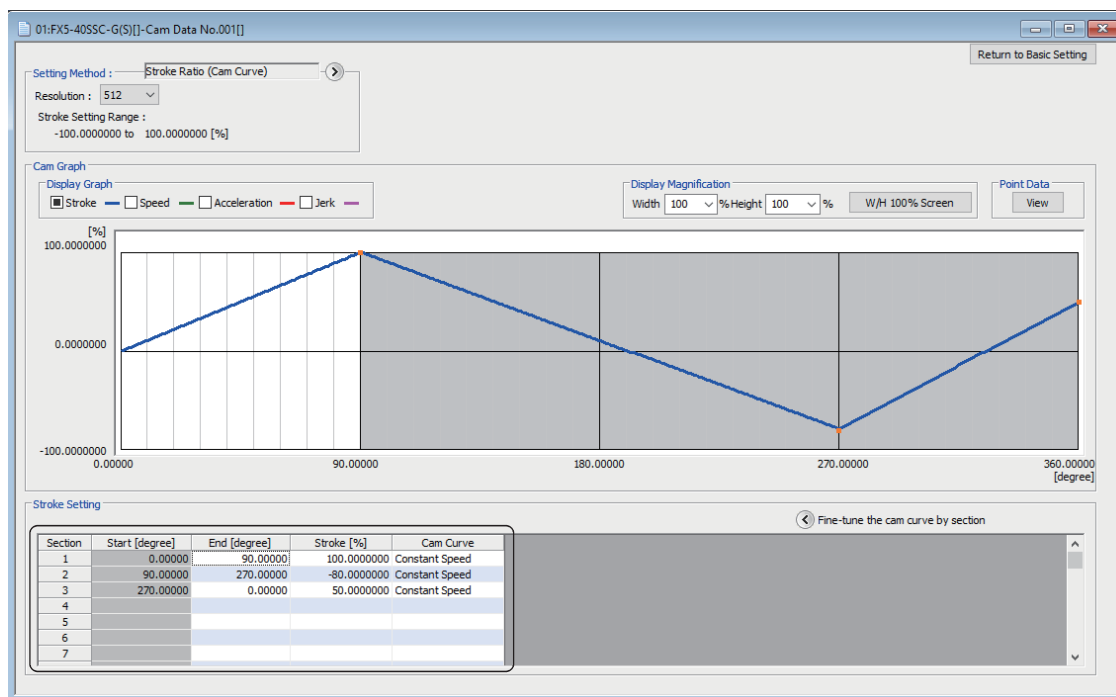 01:FX5-40SSC-G(S)[]-Cam Data No.001[]
Return to Basic Setting
Setting Method : Stroke Ratio (Cam Curve)
Resolution : 512
Stroke Setting Range :
-100.0000000 to 100.0000000 [%]
Cam Graph
Display Graph
Stroke Speed Acceleration Jerk
Display Magnification
Width 100 % Height 100 % W/H 100% Screen
Point Data
View
[%]
100.0000000
0.0000000
-100.0000000
0.00000 90.00000 180.00000 270.00000 360.00000
[degree]
Stroke Setting
Fine-tune the cam curve by section
Section Start [degree] End [degree] Stroke [%] Cam Curve
1 0.00000 90.00000 100.0000000 Constant Speed
2 90.00000 270.00000 -80.0000000 Constant Speed
3 270.00000 0.00000 50.0000000 Constant Speed
4
5
6
7